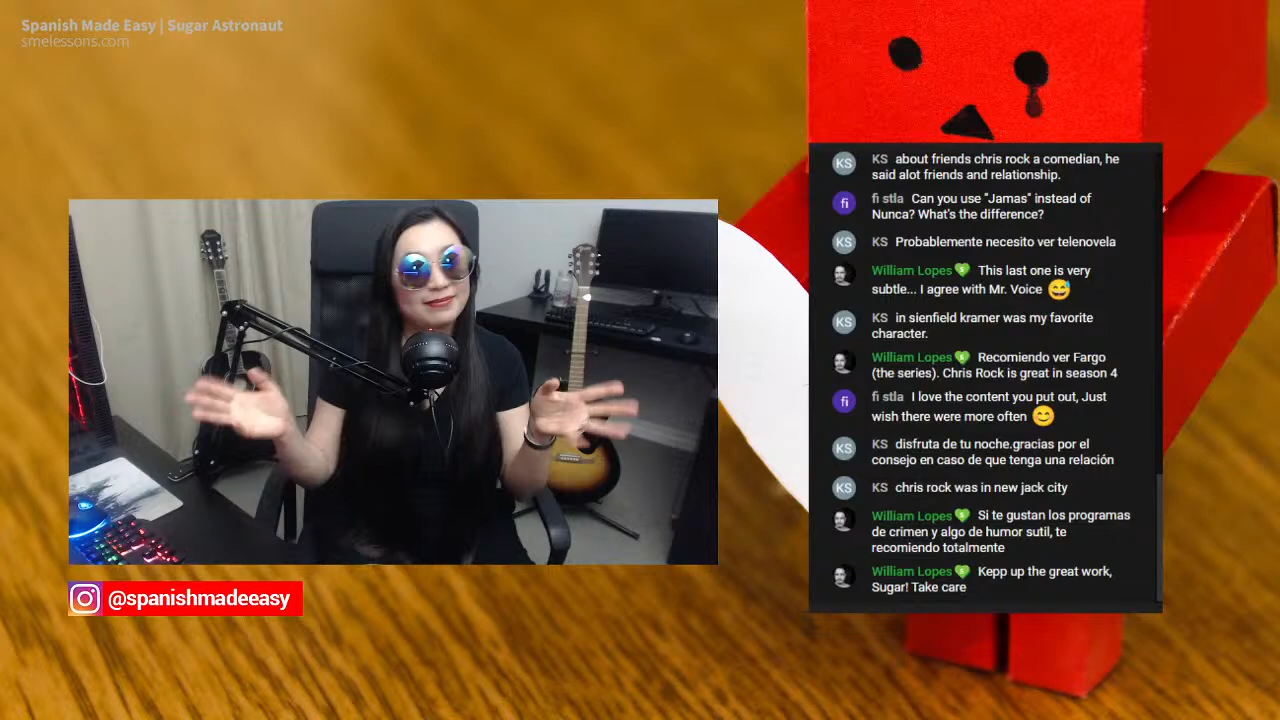 Spanish Made Easy | Sugar Astronaut
smelessons.com
KS KS about friends chris rock a comedian, he
said alot friends and relationship.
fi fi stla Can you use "Jamas" instead of
Nunca? What's the difference?
KS KS Probablemente necesito ver telenovela
William Lopes This last one is very
subtle... I agree with Mr. Voice 😅
KS KS in sienfield kramer was my favorite
character.
William Lopes Recomiendo ver Fargo
(the series). Chris Rock is great in season 4
fi fi stla I love the content you put out, Just
wish there were more often 😊
KS KS disfruta de tu noche.gracias por el
consejo en caso de que tenga una relación
KS KS chris rock was in new jack city
William Lopes Si te gustan los programas
de crimen y algo de humor sutil, te
recomiendo totalmente
William Lopes Kepp up the great work,
Sugar! Take care
@spanishmadeeasy